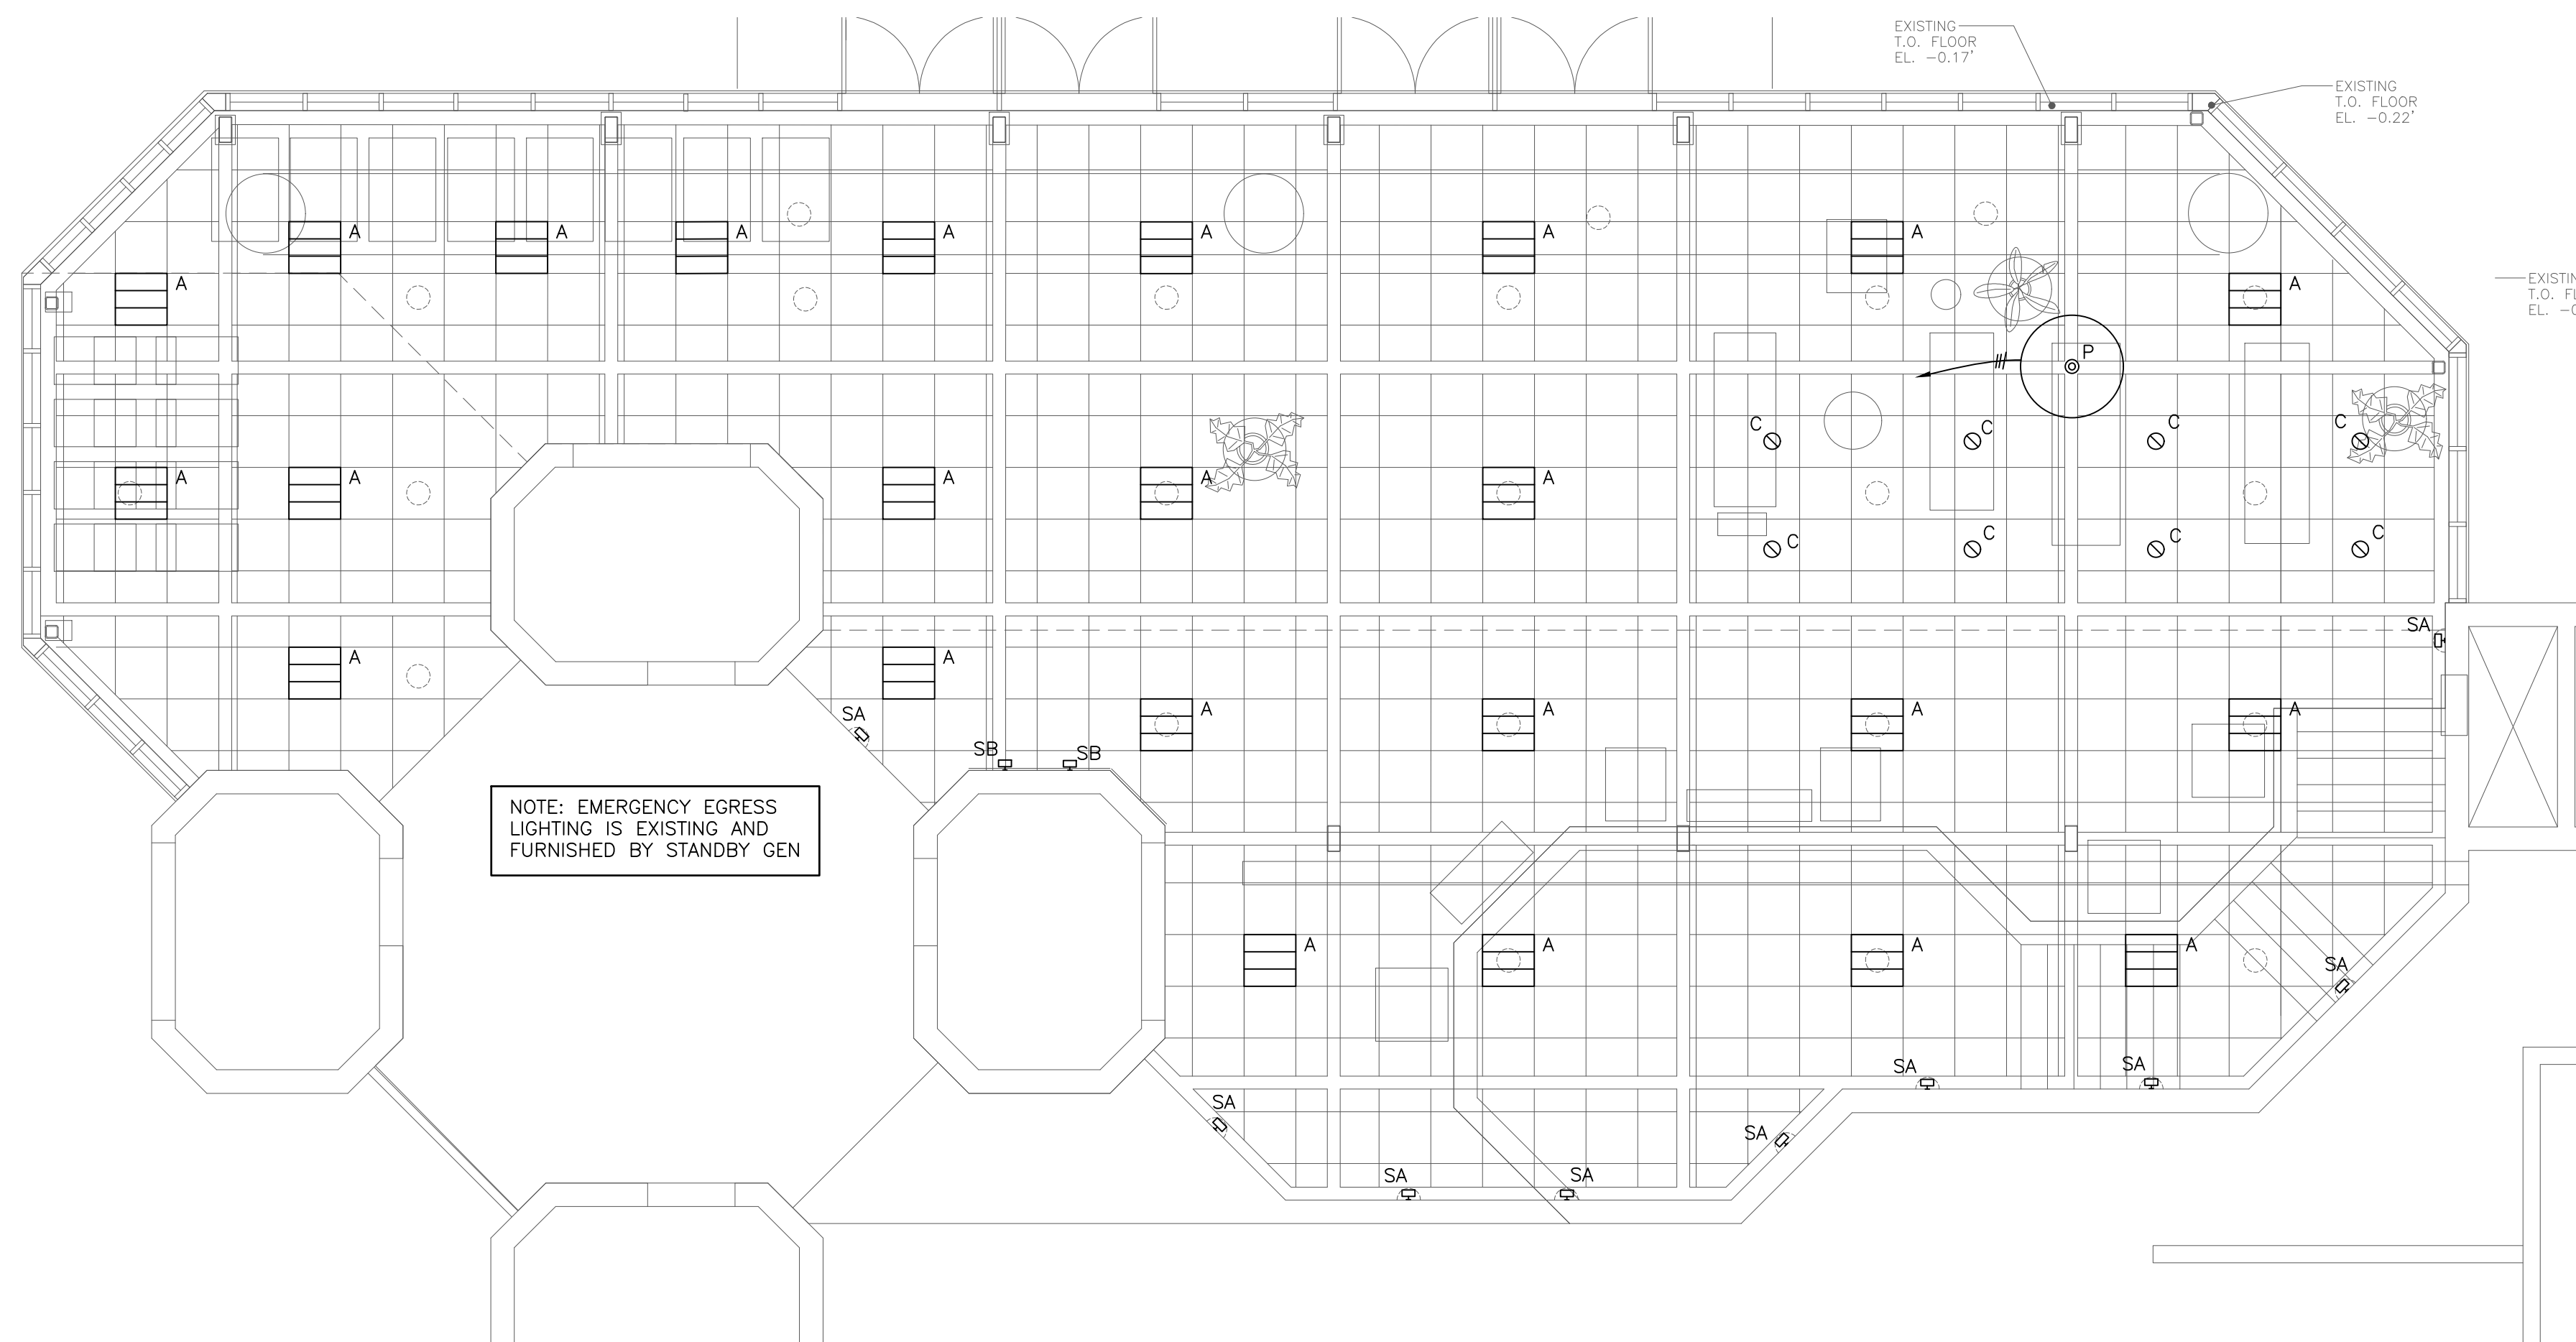 EXISTING
T.O. FLOOR
EL. -0.17'
EXISTING
T.O. FLOOR
EL. -0.22'
A
A
A
A
A
A
A
A
A
P
C
C
C
C
A
A
A
A
A
C
C
C
C
SA
A
A
A
A
A
A
SA
SB
SB
NOTE: EMERGENCY EGRESS
LIGHTING IS EXISTING AND
FURNISHED BY STANDBY GEN
A
A
A
A
SA
SA
SA
SA
SA
SA
SA